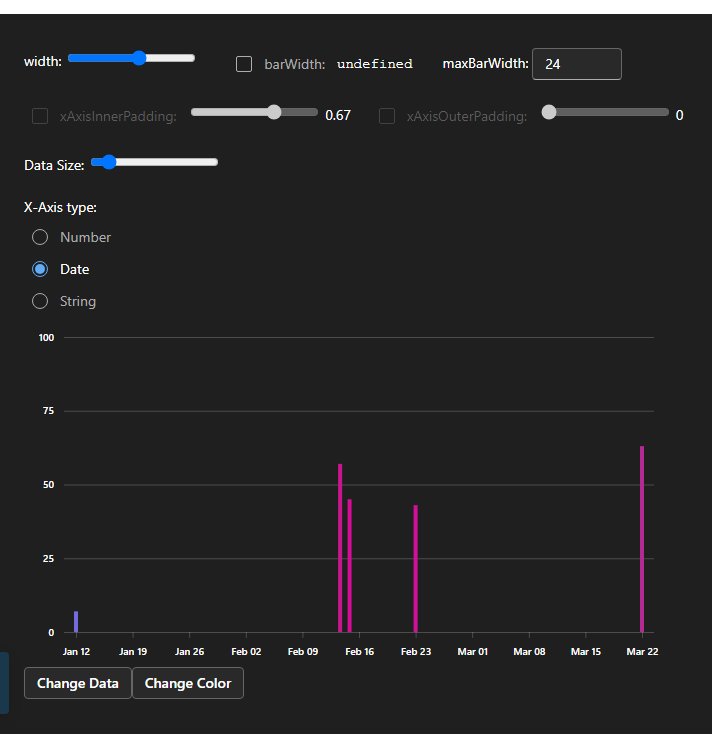 width: barWidth: undefined maxBarWidth: 24
xAxisInnerPadding: 0.67 xAxisOuterPadding: 0
Data Size:
X-Axis type:
Number
Date
String
100
75
50
25
0
Jan 12 Jan 19 Jan 26 Feb 02 Feb 09 Feb 16 Feb 23 Mar 01 Mar 08 Mar 15 Mar 22
Change Data Change Color